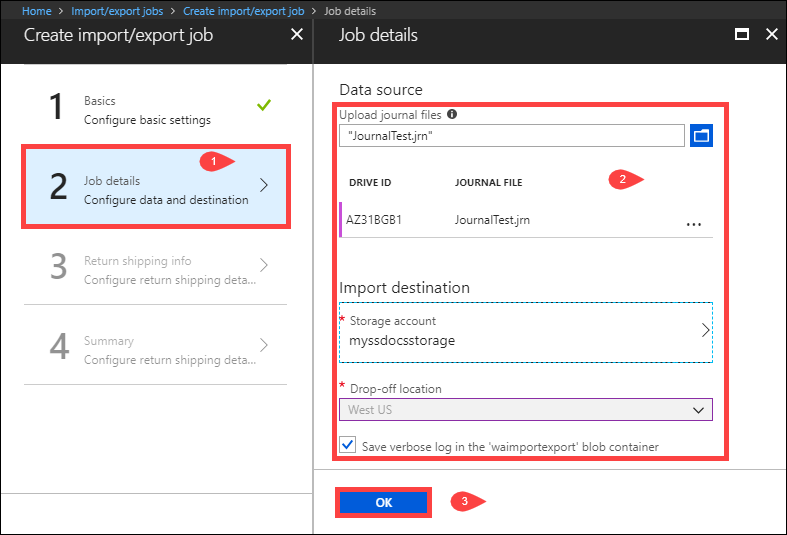 Home > Import/export jobs > Create import/export job > Job details
Create import/export job
1
Basics
Configure basic settings
1
2
Job details
Configure data and destination
3
Return shipping info
Configure return shipping deta...
4
Summary
Configure return shipping deta...
Job details
Data source
Upload journal files
"JournalTest.jrn"
2
DRIVE ID JOURNAL FILE
AZ31BGB1 JournalTest.jrn ...
Import destination
* Storage account
myssdocsstorage
* Drop-off location
West US
Save verbose log in the 'waimportexport' blob container
OK
3